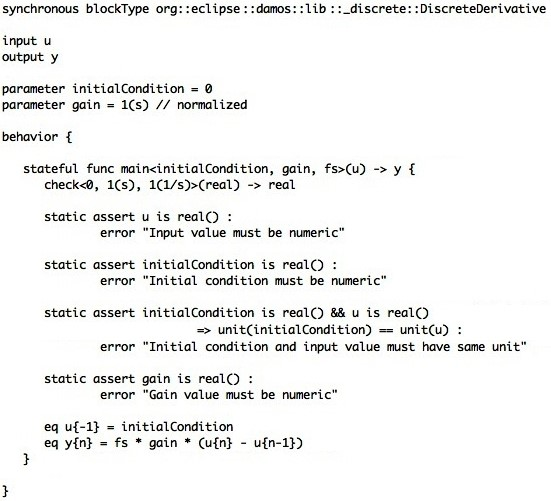 synchronous blockType org::eclipse::damos::lib::_discrete::DiscreteDerivative
input u
output y
parameter initialCondition = 0
parameter gain = 1(s) // normalized
behavior {
stateful func main<initialCondition, gain, fs>(u) -> y {
check<0, 1(s), 1(1/s)>(real) -> real
static assert u is real() :
error "Input value must be numeric"
static assert initialCondition is real() :
error "Initial condition must be numeric"
static assert initialCondition is real() && u is real()
=> unit(initialCondition) == unit(u) :
error "Initial condition and input value must have same unit"
static assert gain is real() :
error "Gain value must be numeric"
eq u{-1} = initialCondition
eq y{n} = fs * gain * (u{n} - u{n-1})
}
}